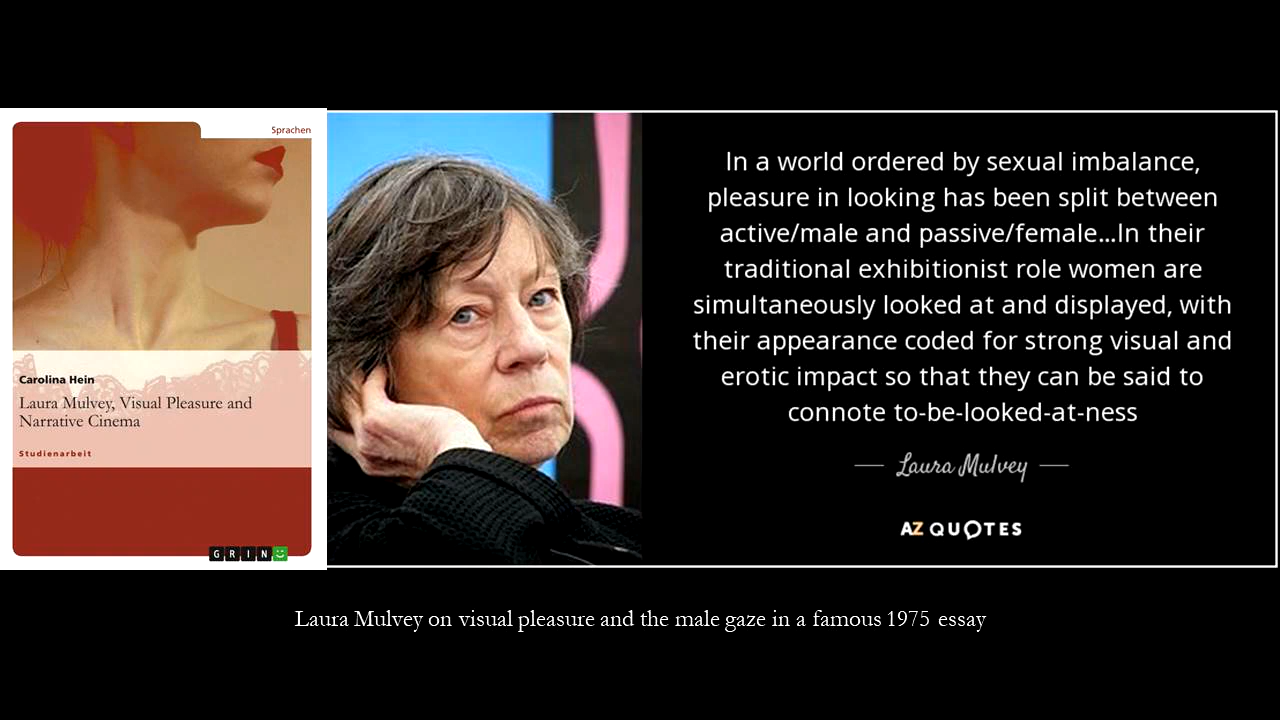 Sprachen
Carolina Hein
Laura Mulvey, Visual Pleasure and
Narrative Cinema
Studienarbeit
GRIN
In a world ordered by sexual imbalance,
pleasure in looking has been split between
active/male and passive/female...In their
traditional exhibitionist role women are
simultaneously looked at and displayed, with
their appearance coded for strong visual and
erotic impact so that they can be said to
connote to-be-looked-at-ness
Laura Mulvey
AZ QUOTES
Laura Mulvey on visual pleasure and the male gaze in a famous 1975 essay